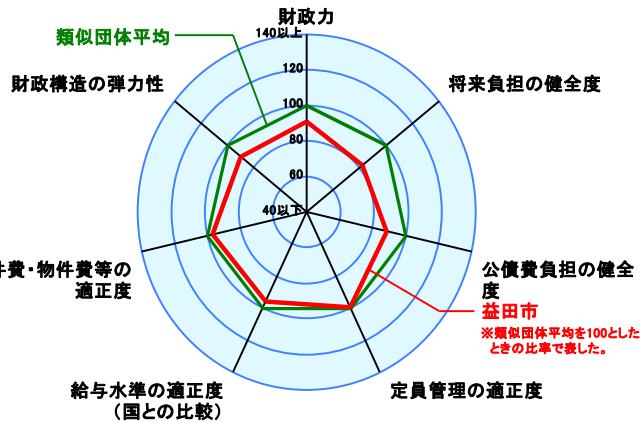 財政力
140以上
類似団体平均
120
財政構造の弾力性
将来負担の健全度
100
80
60
40以下
件費・物件費等の
適正度
公債費負担の健全
度
益田市
※類似団体平均を100とした
ときの比率で表した。
給与水準の適正度
(国との比較)
定員管理の適正度